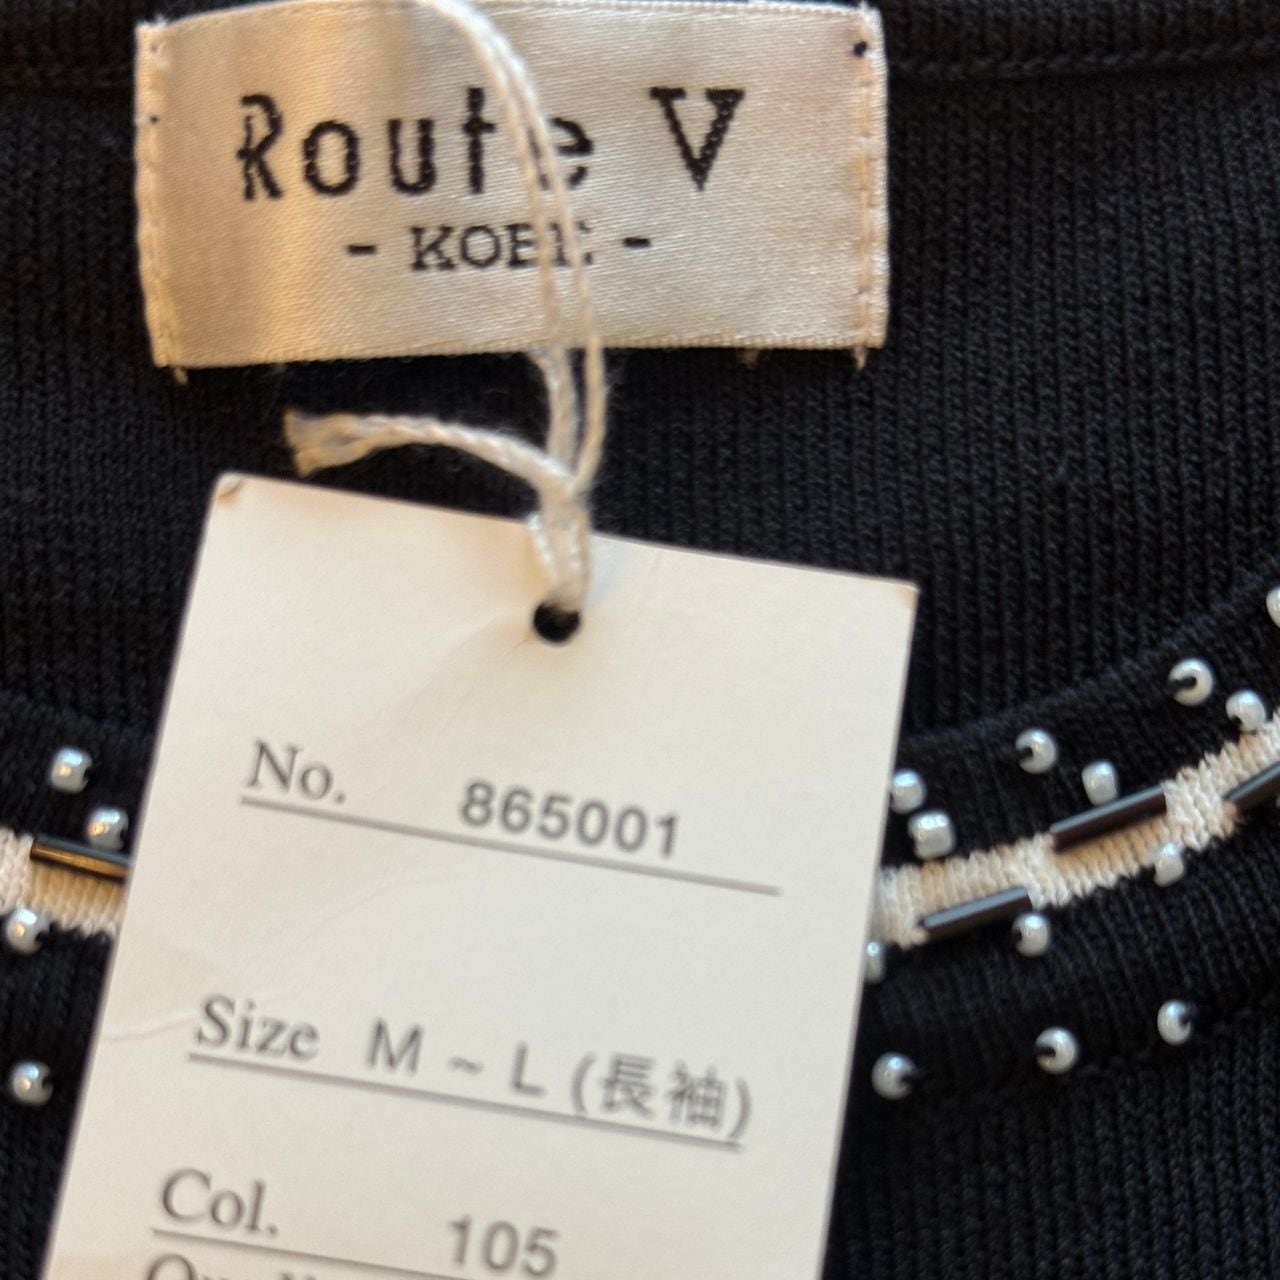 Route V
- KOBE -
No. 865001
Size M ~ L (長袖)
Col. 105